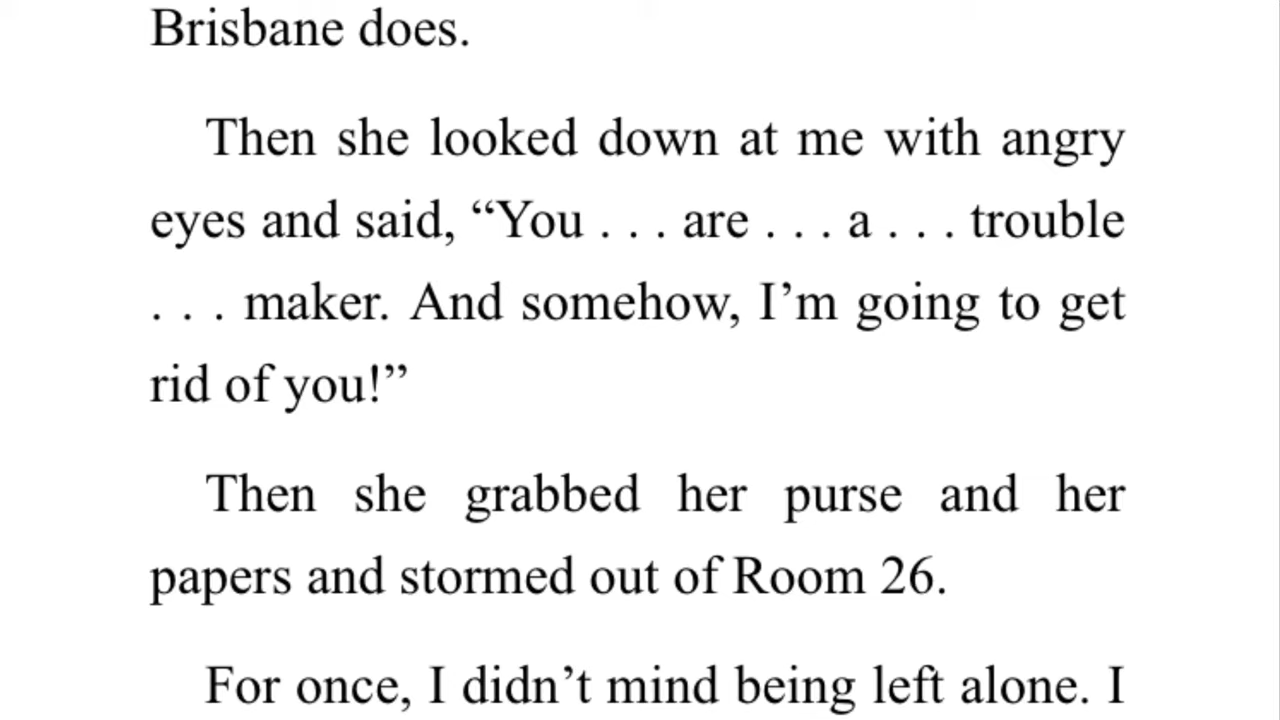 Brisbane does.
Then she looked down at me with angry
eyes and said, “You . . . are . . . a . . . trouble
. . . maker. And somehow, I’m going to get
rid of you!”
Then she grabbed her purse and her
papers and stormed out of Room 26.
For once, I didn’t mind being left alone. I